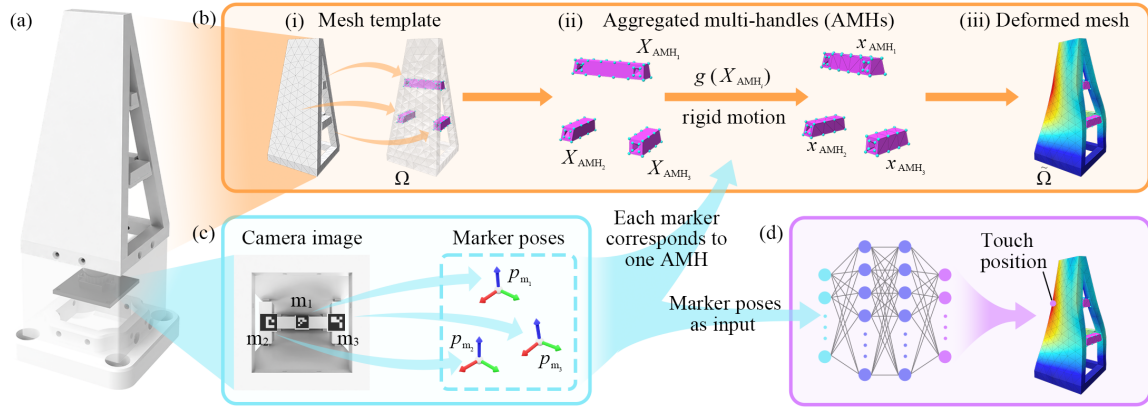 (a)
(b)
(i)
Mesh template
Ω
(ii)
Aggregated multi-handles (AMHs)
X_AMH₁
X_AMH₂
X_AMH₃
g (X_AMHᵢ)
rigid motion
x_AMH₁
x_AMH₂
x_AMH₃
(iii) Deformed mesh
Ω̃
(c)
Camera image
m₁
m₂
m₃
Marker poses
p_m₁
p_m₂
p_m₃
Each marker
corresponds to
one AMH
Marker poses
as input
(d)
Touch
position